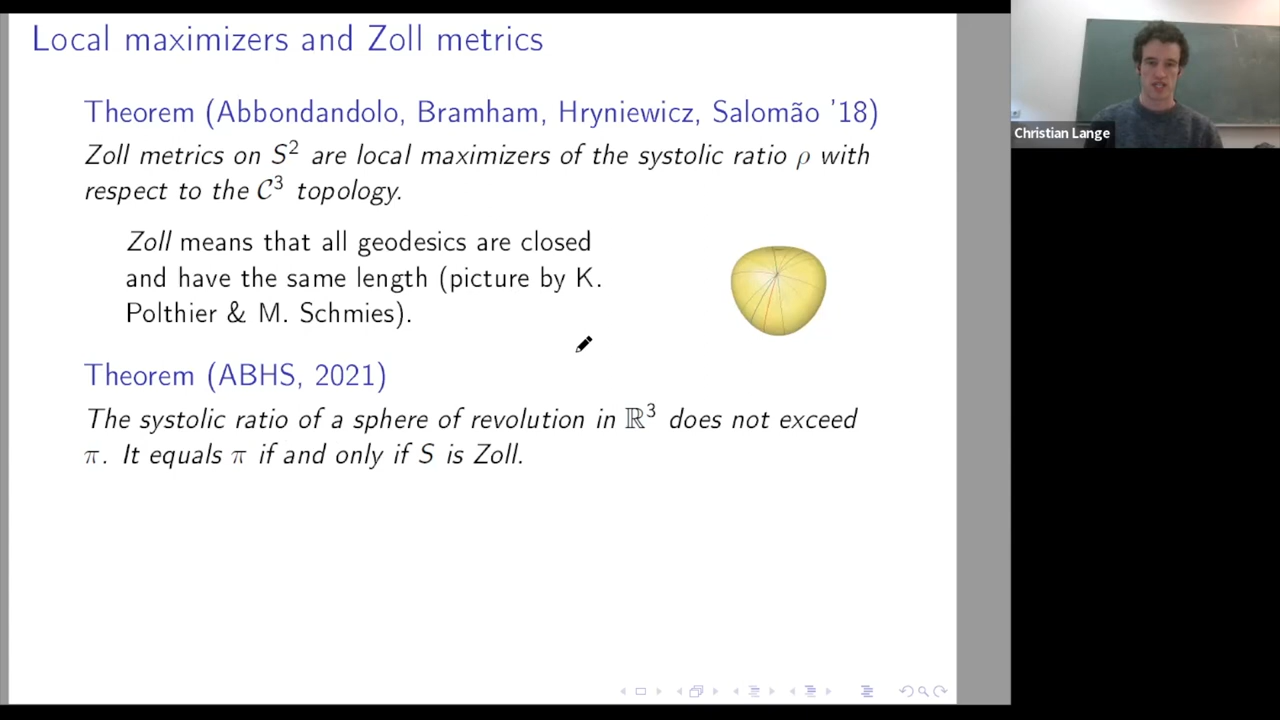 Local maximizers and Zoll metrics
Theorem (Abbondandolo, Bramham, Hryniewicz, Salomão '18)
Zoll metrics on S² are local maximizers of the systolic ratio ρ with
respect to the C³ topology.
Zoll means that all geodesics are closed
and have the same length (picture by K.
Polthier & M. Schmies).
Theorem (ABHS, 2021)
The systolic ratio of a sphere of revolution in ℝ³ does not exceed
π. It equals π if and only if S is Zoll.
Christian Lange